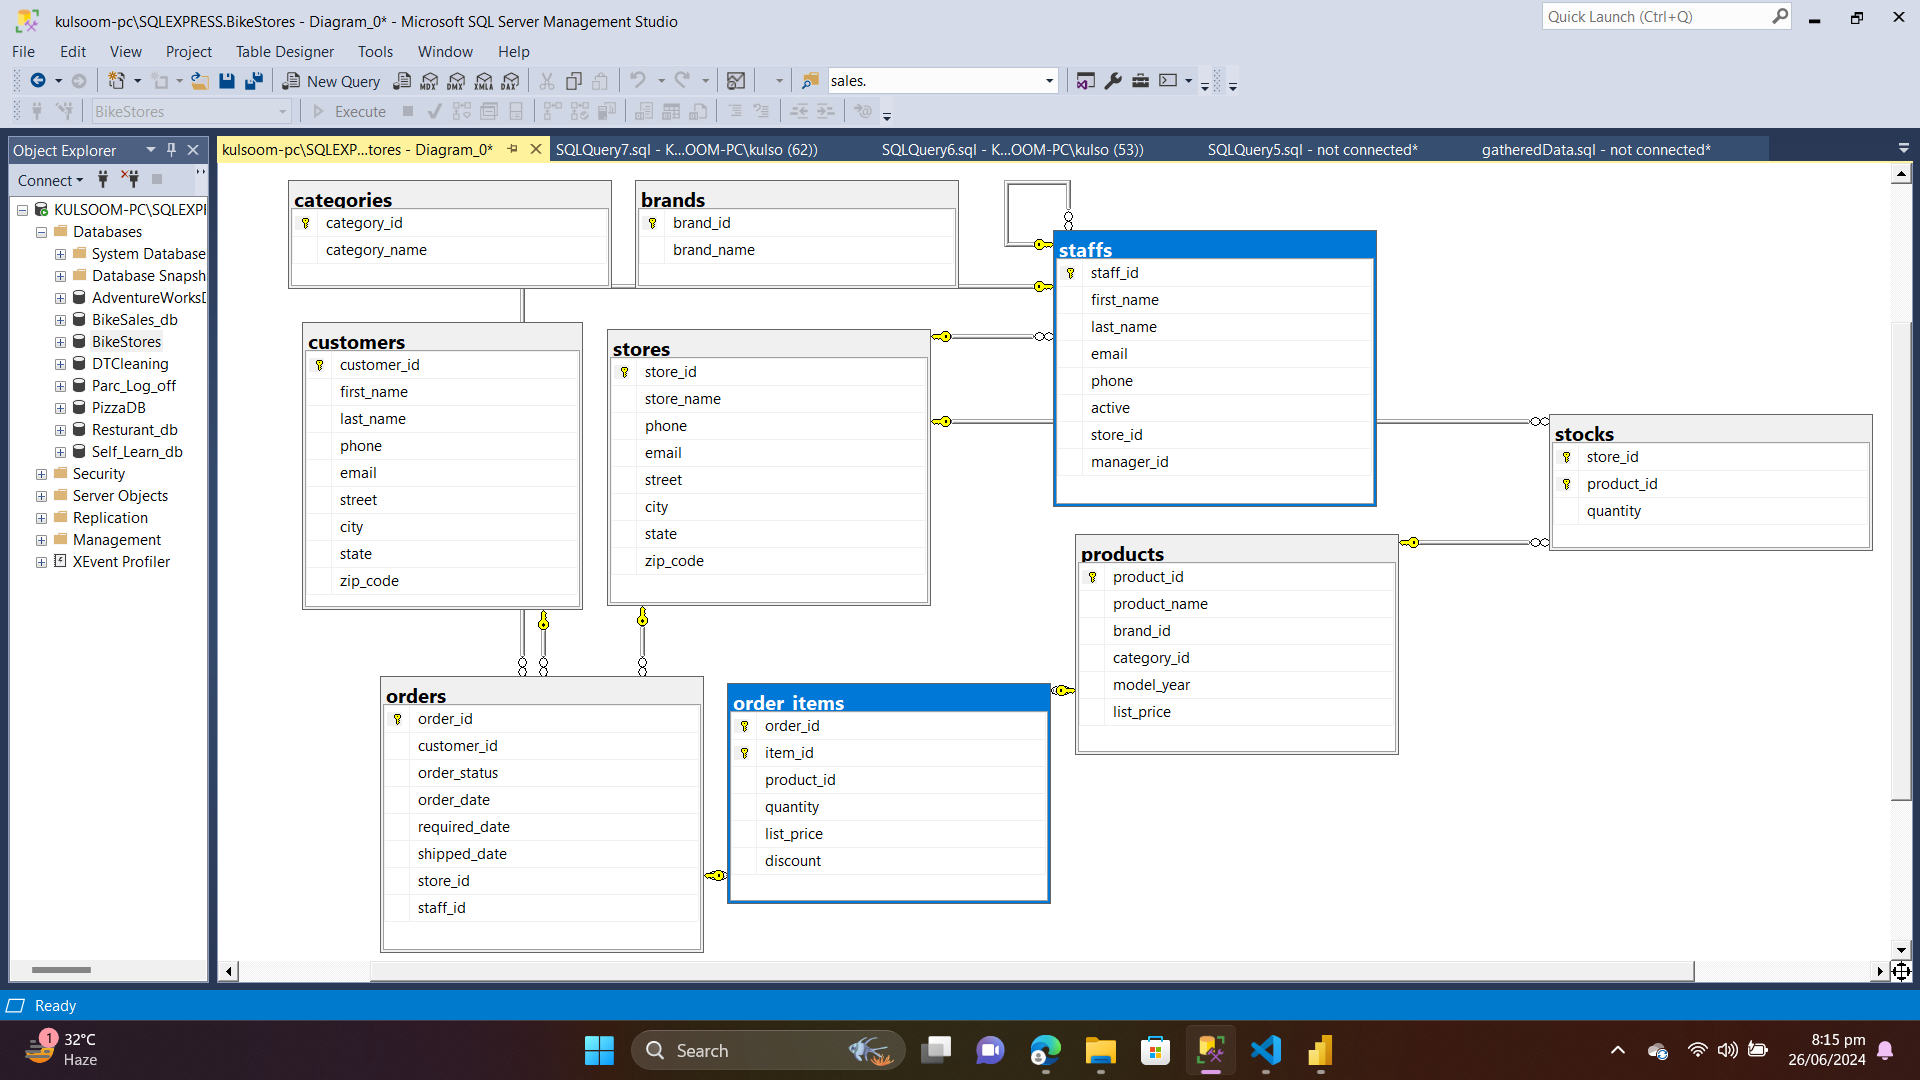 kulsoom-pc\SQLEXPRESS.BikeStores - Diagram_0* - Microsoft SQL Server Management Studio
Quick Launch (Ctrl+Q)
File Edit View Project Table Designer Tools Window Help
New Query MDX DMX XMLA DAX sales.
BikeStores Execute
Object Explorer
kulsoom-pc\SQLEXP...tores - Diagram_0*
SQLQuery7.sql - K...OOM-PC\kulso (62))
SQLQuery6.sql - K...OOM-PC\kulso (53))
SQLQuery5.sql - not connected*
gatheredData.sql - not connected*
Connect
KULSOOM-PC\SQLEXPI
Databases
System Database
Database Snapsh
AdventureWorksD
BikeSales_db
BikeStores
DTCleaning
Parc_Log_off
PizzaDB
Resturant_db
Self_Learn_db
Security
Server Objects
Replication
Management
XEvent Profiler
categories
category_id
category_name
brands
brand_id
brand_name
staffs
staff_id
first_name
last_name
email
phone
active
store_id
manager_id
customers
customer_id
first_name
last_name
phone
email
street
city
state
zip_code
stores
store_id
store_name
phone
email
street
city
state
zip_code
stocks
store_id
product_id
quantity
products
product_id
product_name
brand_id
category_id
model_year
list_price
orders
order_id
customer_id
order_status
order_date
required_date
shipped_date
store_id
staff_id
order_items
order_id
item_id
product_id
quantity
list_price
discount
Ready
1
32°C
Haze
Search
8:15 pm
26/06/2024